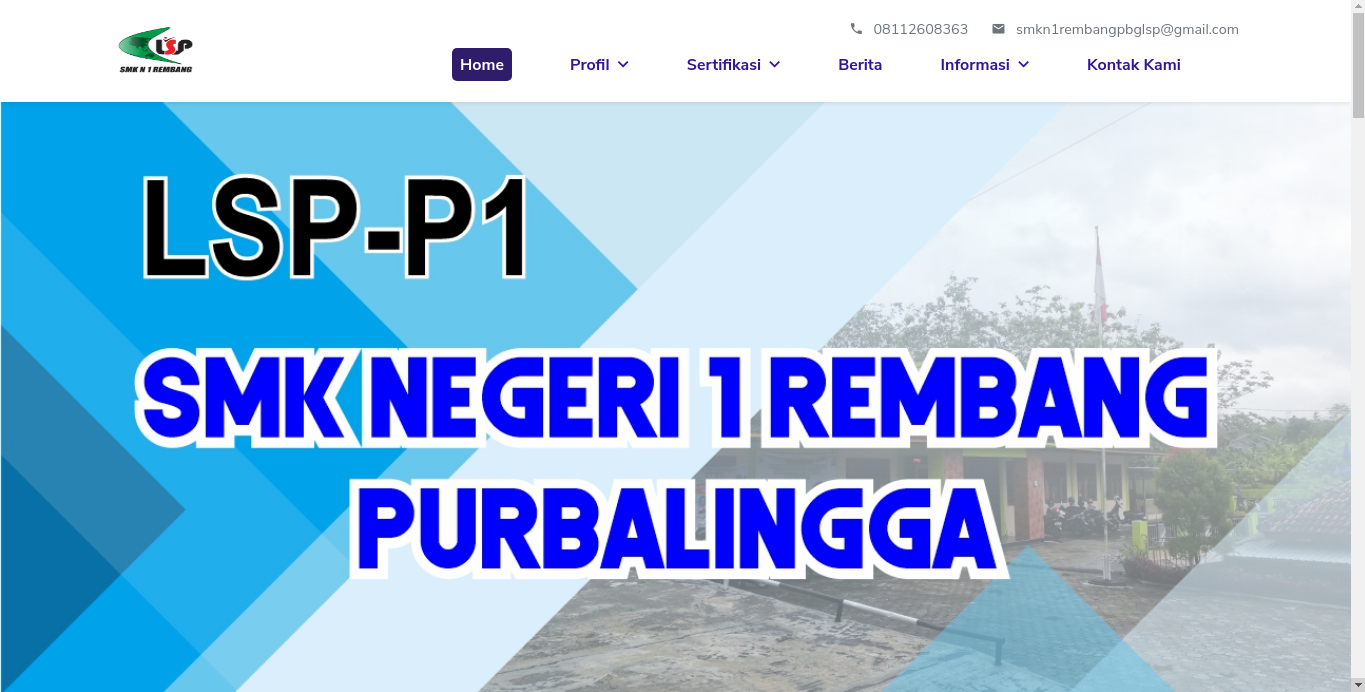 08112608363 smkn1rembangpbglsp@gmail.com
LSP
SMK N 1 REMBANG
Home Profil Sertifikasi Berita Informasi Kontak Kami
LSP-P1
SMK NEGERI 1 REMBANG
PURBALINGGA